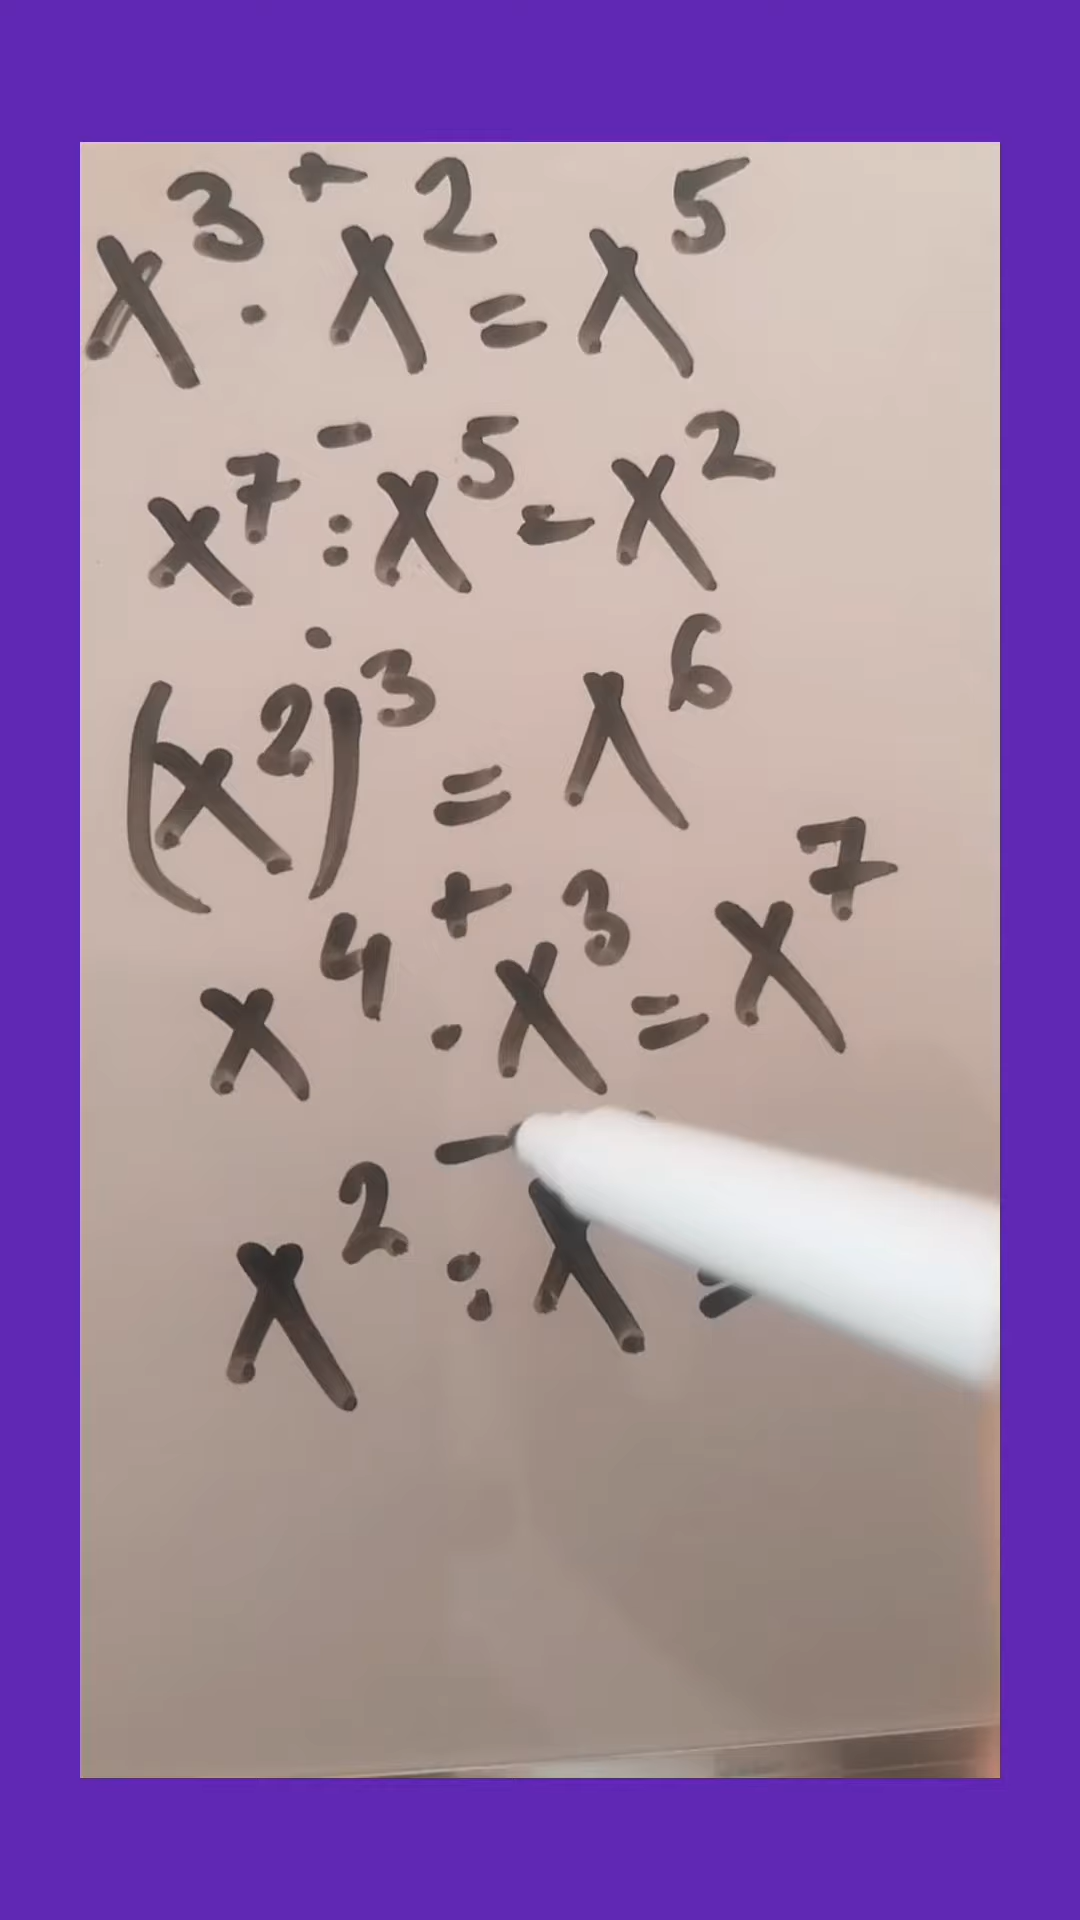 x³ ⁺ · x² = x⁵
x⁷ ⁻ : x⁵ = x²
(x²)˙³ = x⁶
x⁴ ⁺ · x³ = x⁷
x² ⁻ : x =